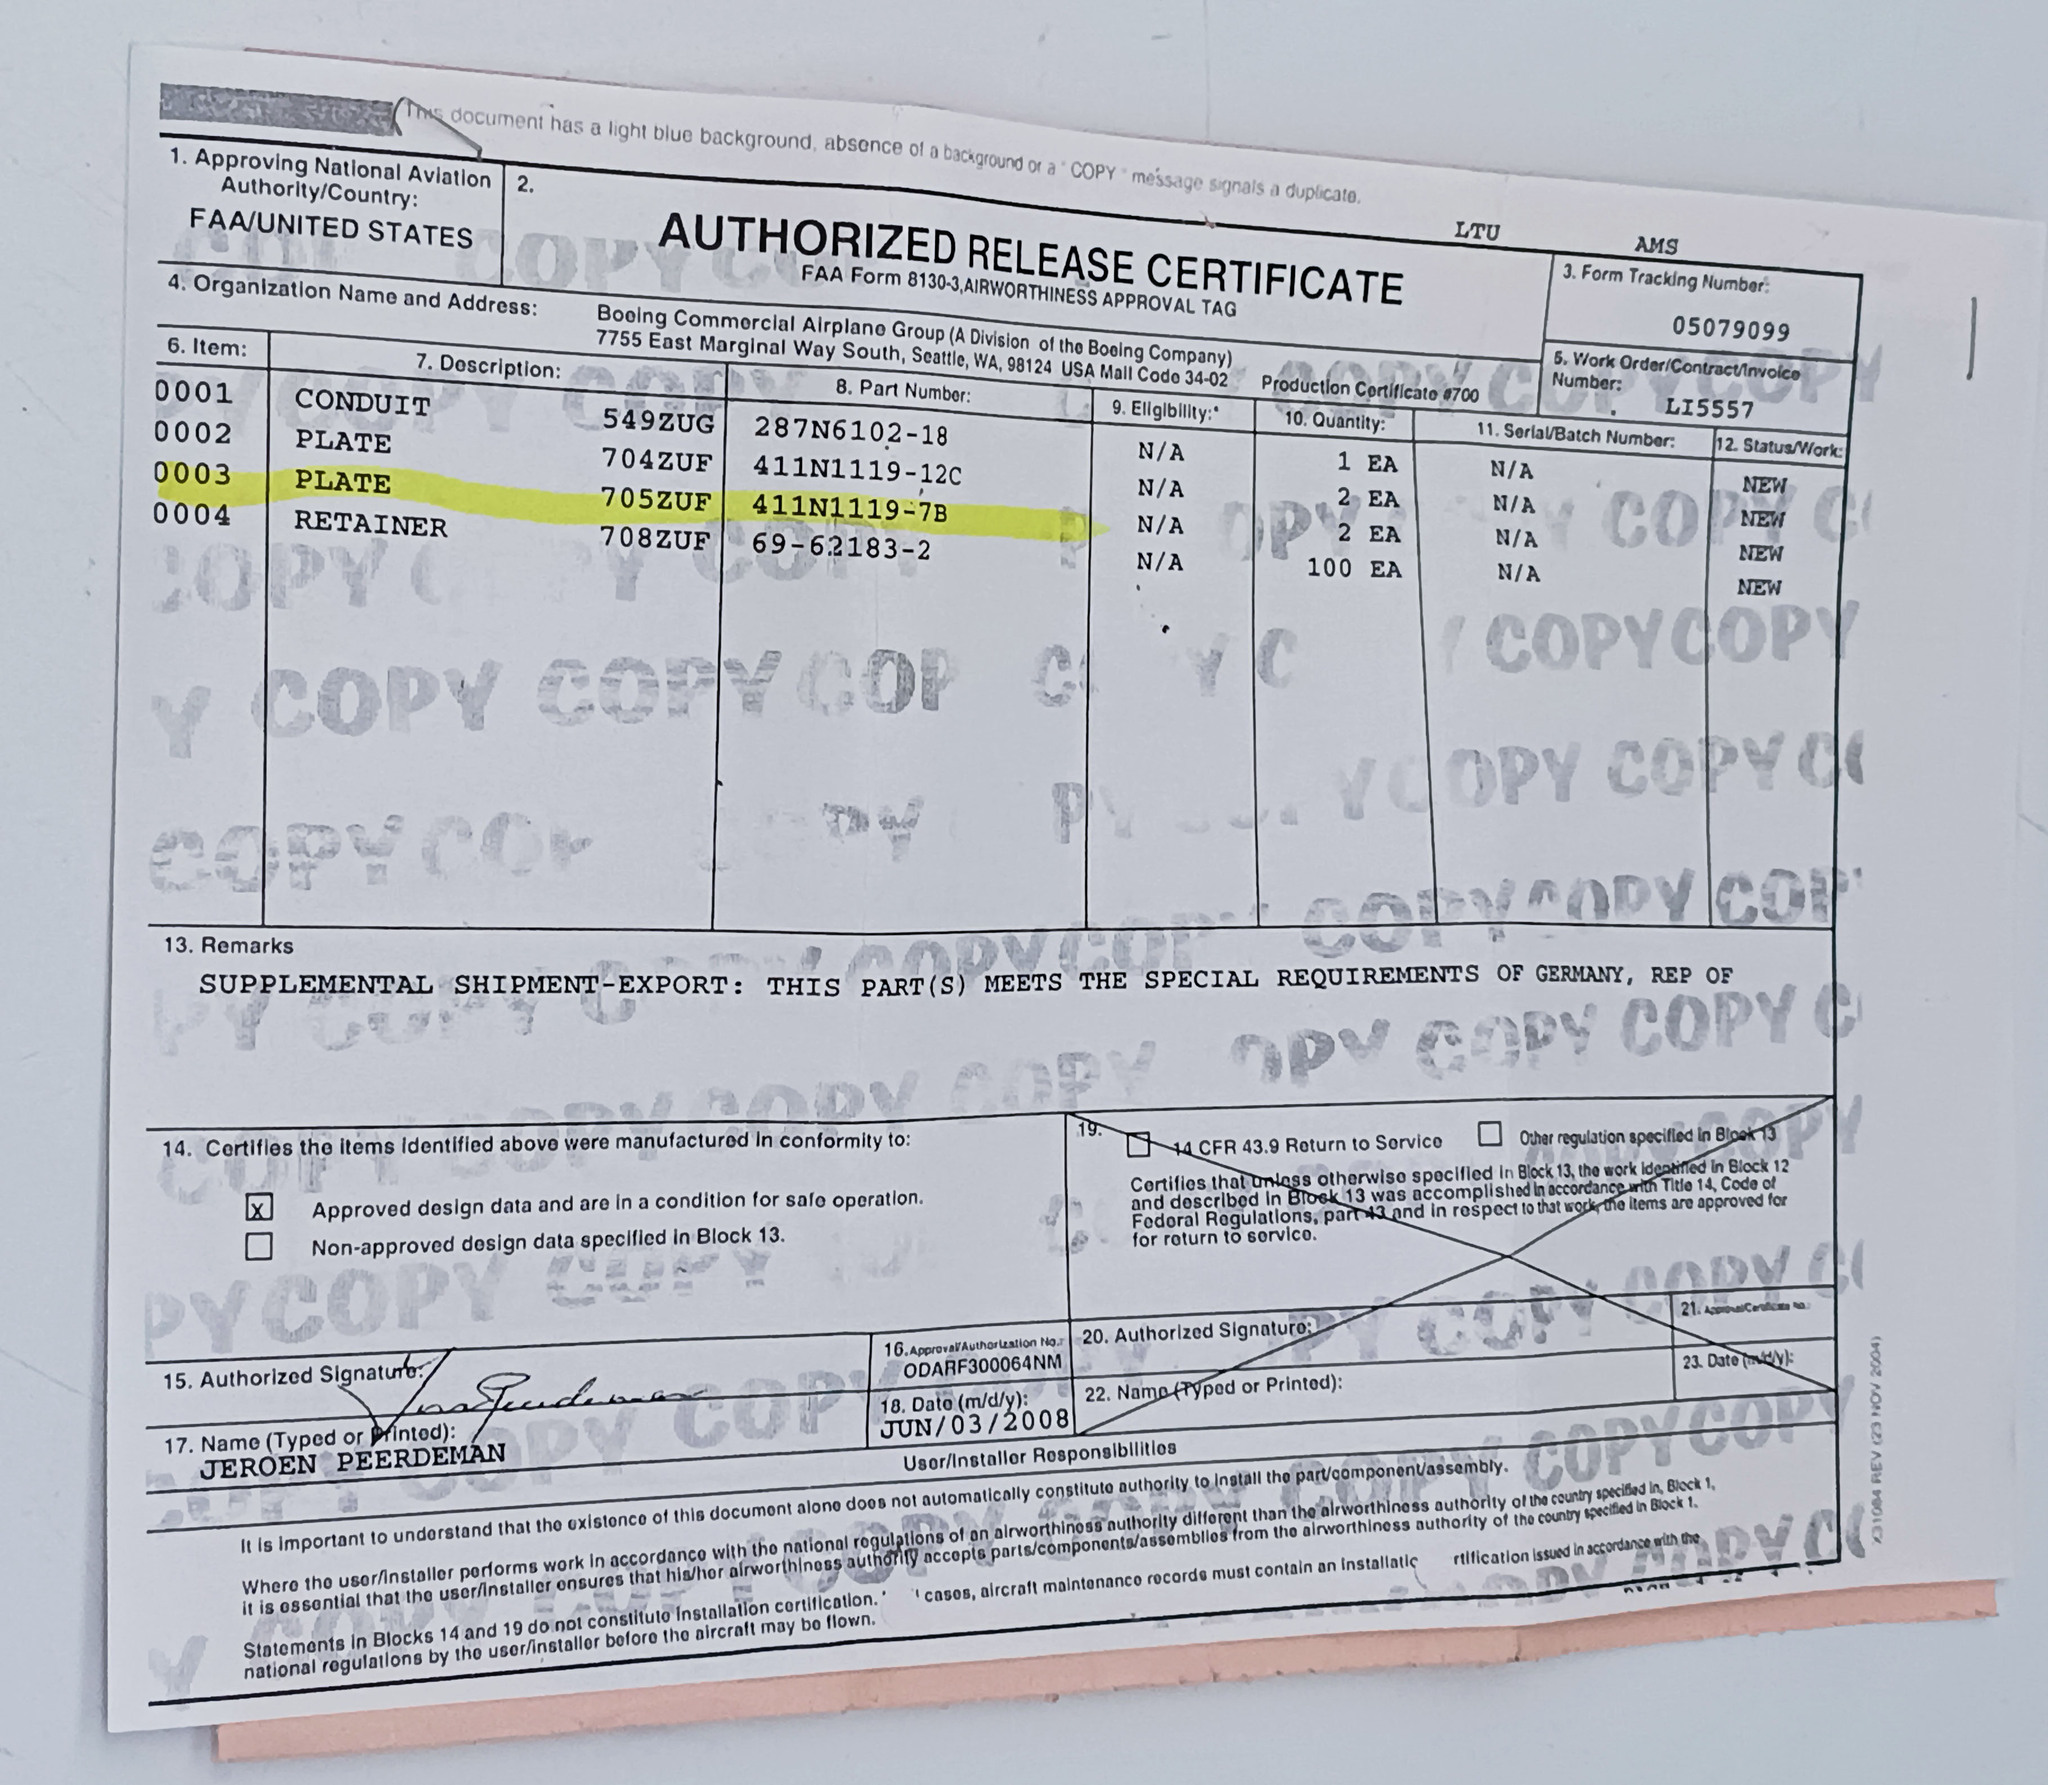 This document has a light blue background, absence of a background or a "COPY" message signals a duplicate.
LTU AMS
1. Approving National Aviation Authority/Country:
FAA/UNITED STATES
2.
AUTHORIZED RELEASE CERTIFICATE
FAA Form 8130-3, AIRWORTHINESS APPROVAL TAG
3. Form Tracking Number:
05079099
4. Organization Name and Address:
Boeing Commercial Airplane Group (A Division of the Boeing Company)
7755 East Marginal Way South, Seattle, WA, 98124 USA Mail Code 34-02
Production Certificate #700
5. Work Order/Contract/Invoice Number:
LI5557
6. Item: 7. Description: 8. Part Number: 9. Eligibility:* 10. Quantity: 11. Serial/Batch Number: 12. Status/Work:
0001 CONDUIT 549ZUG 287N6102-18 N/A 1 EA N/A NEW
0002 PLATE 704ZUF 411N1119-12C N/A 2 EA N/A NEW
0003 PLATE 705ZUF 411N1119-7B N/A 2 EA N/A NEW
0004 RETAINER 708ZUF 69-62183-2 N/A 100 EA N/A NEW
13. Remarks
SUPPLEMENTAL SHIPMENT-EXPORT: THIS PART(S) MEETS THE SPECIAL REQUIREMENTS OF GERMANY, REP OF
14. Certifies the items identified above were manufactured in conformity to:
X Approved design data and are in a condition for safe operation.
Non-approved design data specified in Block 13.
19. 14 CFR 43.9 Return to Service Other regulation specified in Block 13
Certifies that unless otherwise specified in Block 13, the work identified in Block 12
and described in Block 13 was accomplished in accordance with Title 14, Code of
Federal Regulations, part 43 and in respect to that work, the items are approved for
for return to service.
15. Authorized Signature:
16. Approval/Authorization No.:
ODARF300064NM
17. Name (Typed or Printed):
JEROEN PEERDEMAN
18. Date (m/d/y):
JUN/03/2008
20. Authorized Signature:
21. Approval/Certificate No.:
22. Name (Typed or Printed):
23. Date (m/d/y):
User/Installer Responsibilities
It is important to understand that the existence of this document alone does not automatically constitute authority to install the part/component/assembly.
Where the user/installer performs work in accordance with the national regulations of an airworthiness authority different than the airworthiness authority of the country specified in, Block 1,
it is essential that the user/installer ensures that his/her airworthiness authority accepts parts/components/assemblies from the airworthiness authority of the country specified in Block 1.
Statements in Blocks 14 and 19 do not constitute installation certification. cases, aircraft maintenance records must contain an issued in accordance with the
national regulations by the user/installer before the aircraft may be flown.
X31084 REV (23 NOV 2004)
COPY COPY COPY COPY